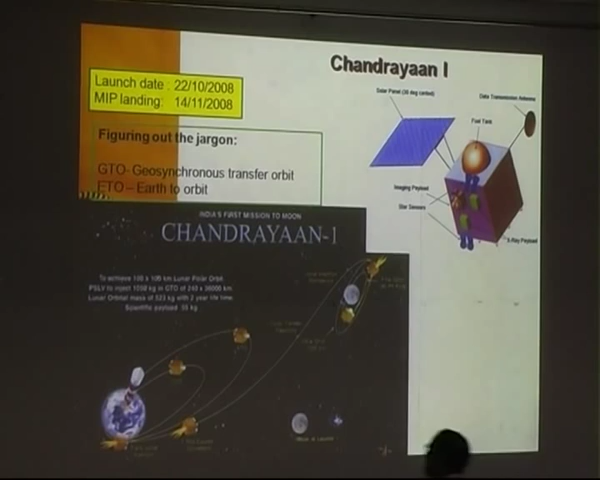 Chandrayaan I
Launch date : 22/10/2008
MIP landing: 14/11/2008
Figuring out the jargon:
GTO- Geosynchronous transfer orbit
ETO – Earth to orbit
Solar Panel (30 deg canted)
Data Transmission Antenna
Fuel Tank
Imaging Payload
Star Sensors
X-Ray Payload
INDIA'S FIRST MISSION TO MOON
CHANDRAYAAN-1
To achieve 100 x 100 km Lunar Polar Orbit.
PSLV to inject 1050 kg in GTO of 240 x 36000 km.
Lunar Orbital mass of 523 kg with 2 year life time.
Scientific payload 55 kg